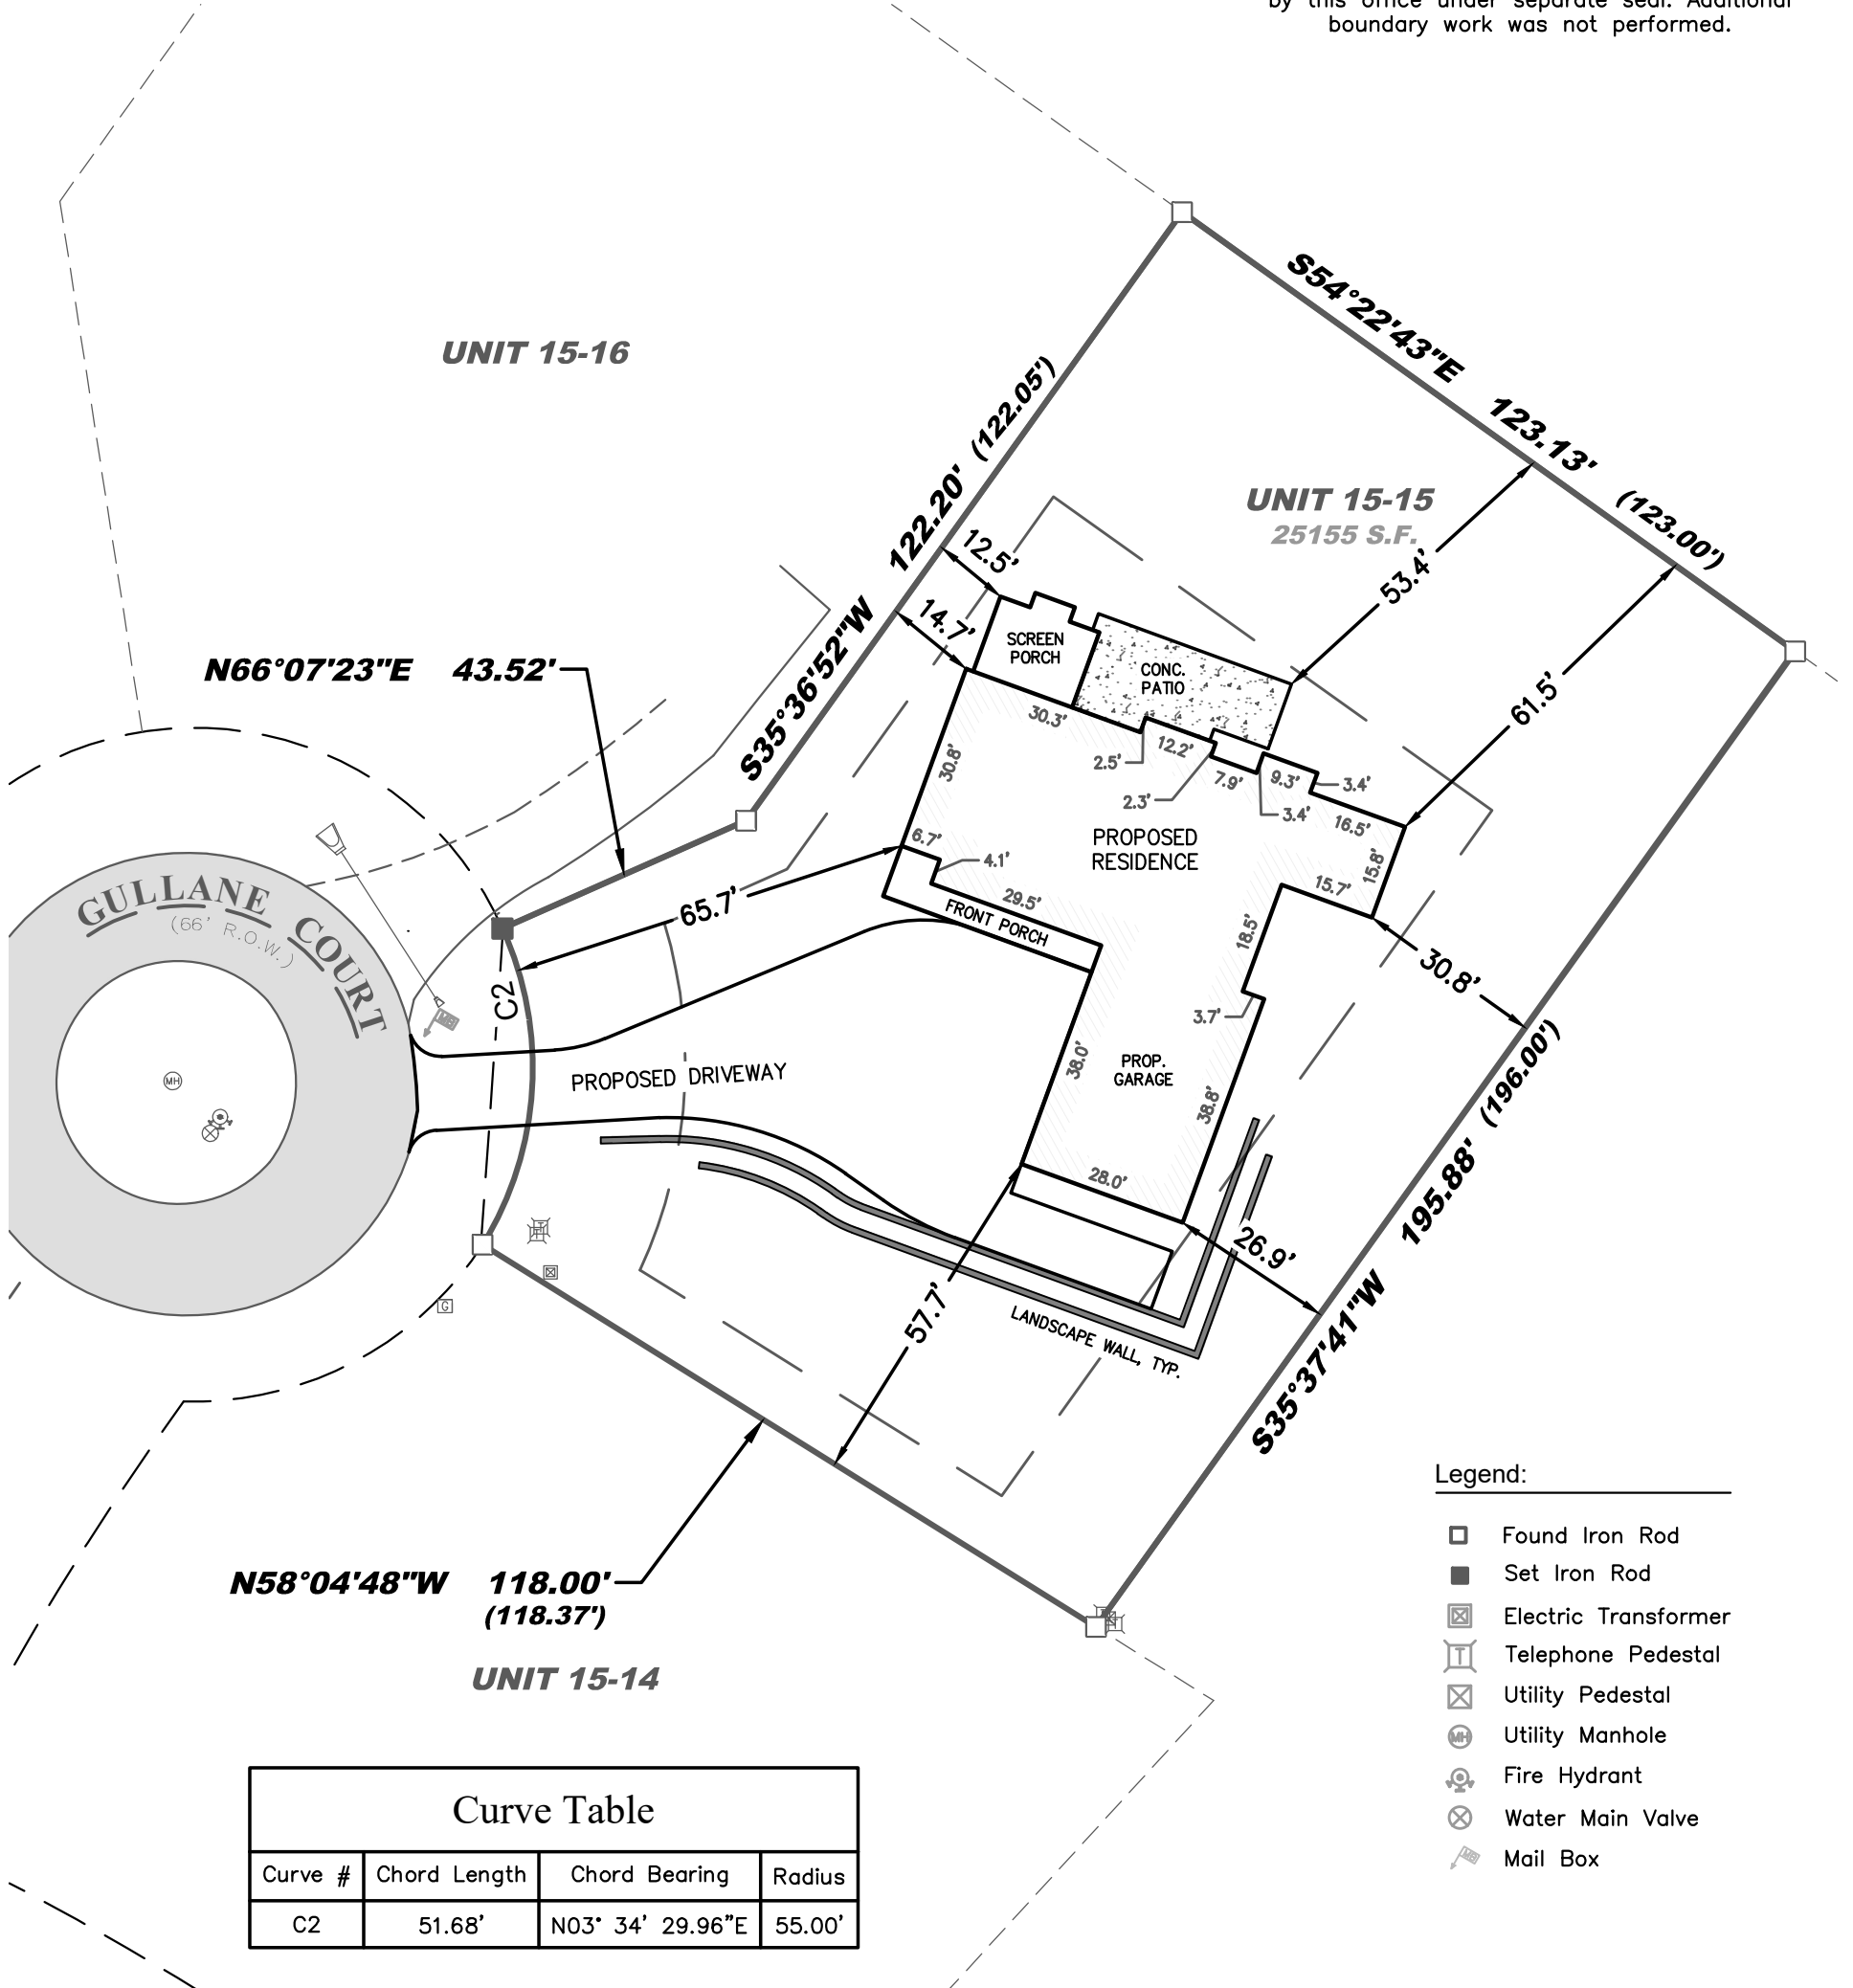 by this office under separate seal. Additional
boundary work was not performed.
UNIT 15-16
S54°22'43"E 123.13' (123.00')
S35°36'52"W 122.20' (122.05')
UNIT 15-15
25155 S.F.
12.5'
14.7'
53.4'
61.5'
N66°07'23"E 43.52'
SCREEN
PORCH
CONC.
PATIO
30.3'
2.5'
12.2'
2.3'
7.9'
9.3'
3.4'
3.4'
16.5'
30.8'
15.8'
15.7'
6.7'
4.1'
29.5'
PROPOSED
RESIDENCE
FRONT PORCH
65.7'
18.5'
3.7'
30.8'
GULLANE COURT
(66' R.O.W.)
C2
MB
MH
PROPOSED DRIVEWAY
38.0'
PROP.
GARAGE
38.8'
28.0'
26.9'
57.7'
S35°37'41"W 195.88' (196.00')
LANDSCAPE WALL, TYP.
T
G
N58°04'48"W 118.00'
(118.37')
UNIT 15-14
T
T
Legend:
Found Iron Rod
Set Iron Rod
Electric Transformer
T Telephone Pedestal
Utility Pedestal
MH Utility Manhole
Fire Hydrant
Water Main Valve
MB Mail Box
Curve Table
Curve # Chord Length Chord Bearing Radius
C2 51.68' N03° 34' 29.96"E 55.00'